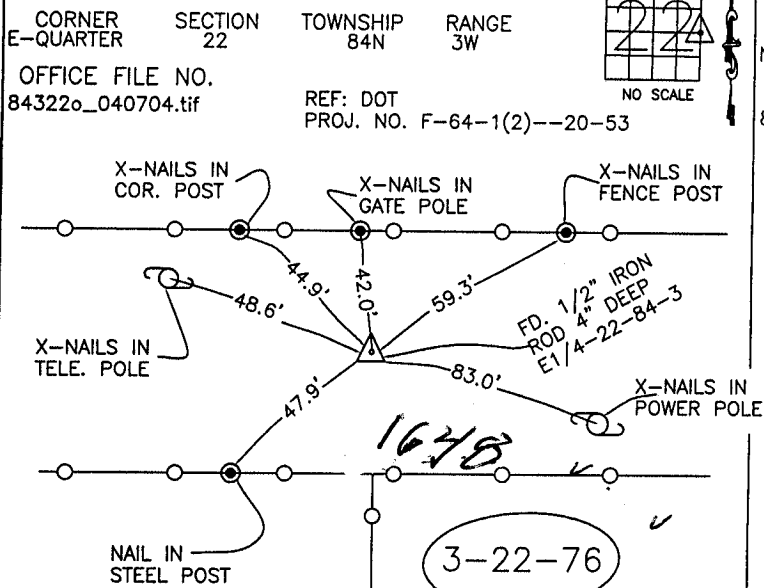 CORNER SECTION TOWNSHIP RANGE
E-QUARTER 22 84N 3W
22
NO SCALE
OFFICE FILE NO.
84322o_040704.tif
REF: DOT
PROJ. NO. F-64-1(2)--20-53
X-NAILS IN
COR. POST
X-NAILS IN
GATE POLE
X-NAILS IN
FENCE POST
44.9'
42.0'
59.3'
48.6'
FD. 1/2" IRON
ROD 4" DEEP
E1/4-22-84-3
X-NAILS IN
TELE. POLE
83.0'
X-NAILS IN
POWER POLE
47.9'
1648
NAIL IN
STEEL POST
3-22-76